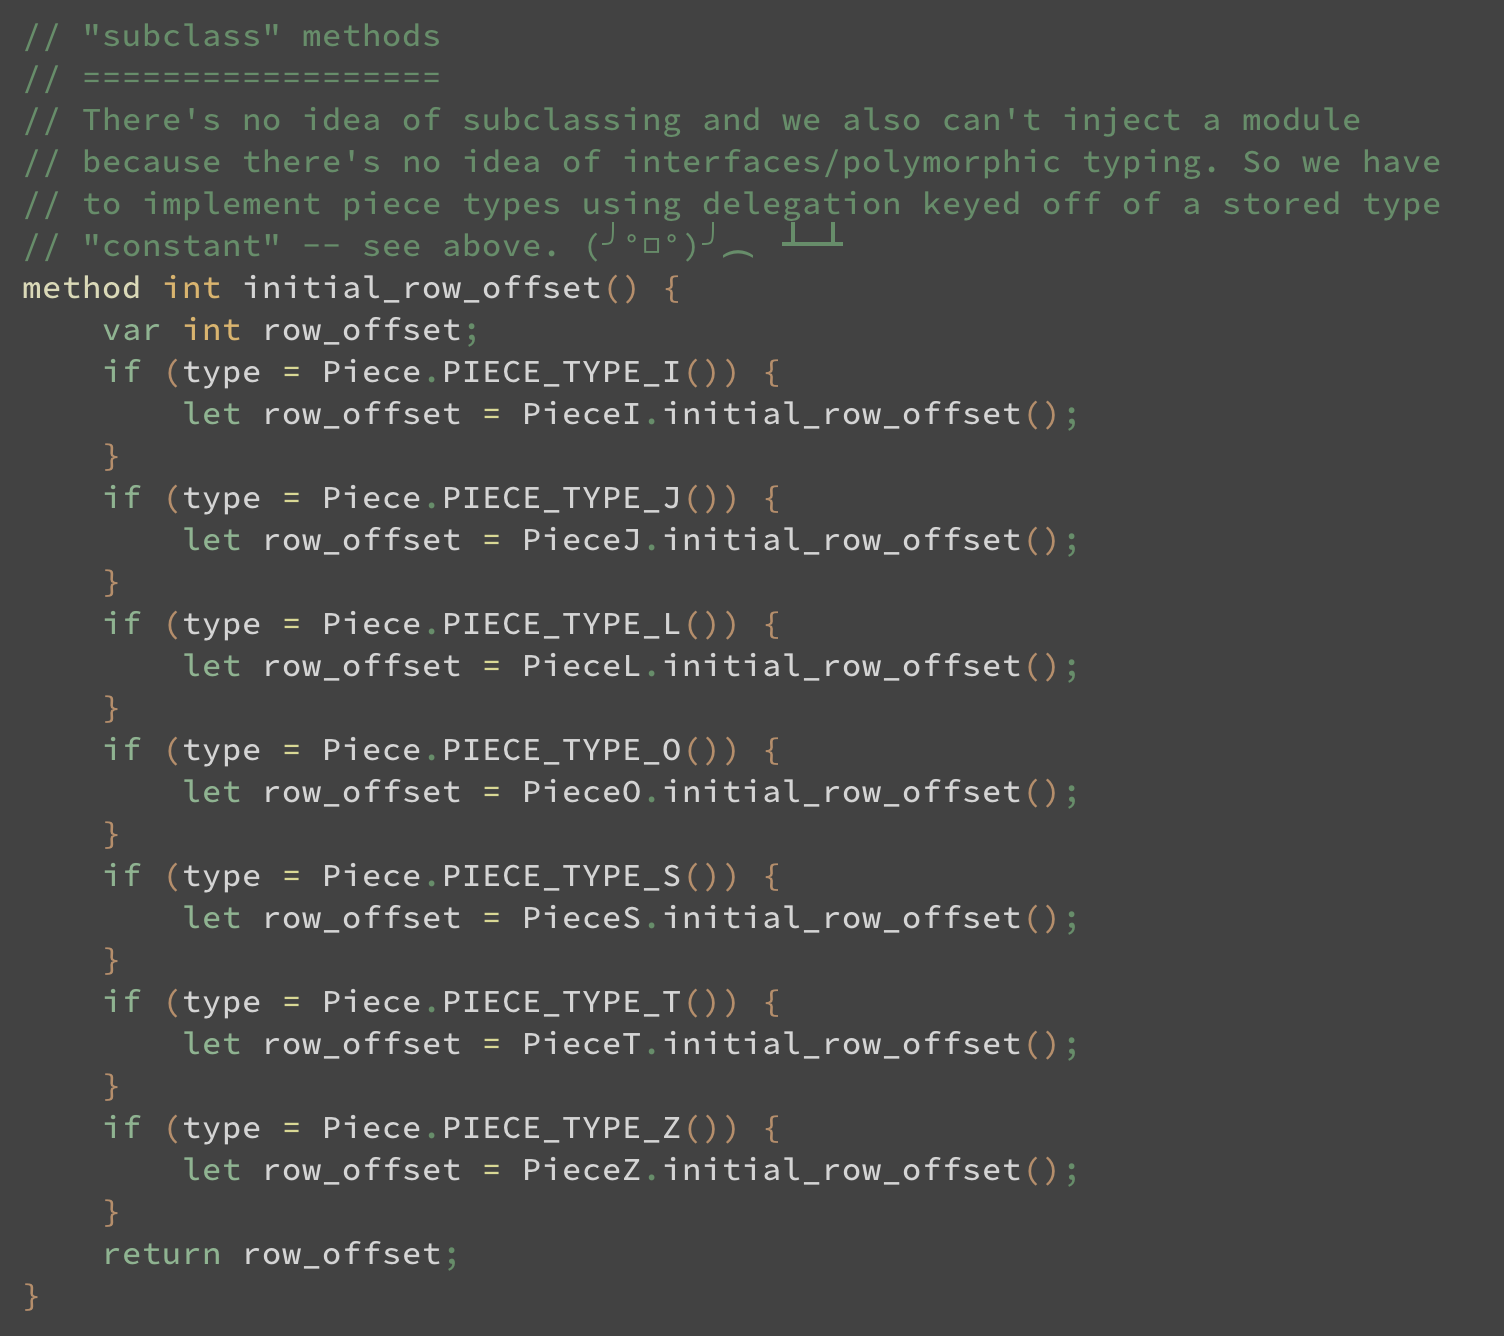 // "subclass" methods
// ==================
// There's no idea of subclassing and we also can't inject a module
// because there's no idea of interfaces/polymorphic typing. So we have
// to implement piece types using delegation keyed off of a stored type
// "constant" -- see above. (╯°□°)╯︵ ┻━┻
method int initial_row_offset() {
    var int row_offset;
    if (type = Piece.PIECE_TYPE_I()) {
        let row_offset = PieceI.initial_row_offset();
    }
    if (type = Piece.PIECE_TYPE_J()) {
        let row_offset = PieceJ.initial_row_offset();
    }
    if (type = Piece.PIECE_TYPE_L()) {
        let row_offset = PieceL.initial_row_offset();
    }
    if (type = Piece.PIECE_TYPE_O()) {
        let row_offset = PieceO.initial_row_offset();
    }
    if (type = Piece.PIECE_TYPE_S()) {
        let row_offset = PieceS.initial_row_offset();
    }
    if (type = Piece.PIECE_TYPE_T()) {
        let row_offset = PieceT.initial_row_offset();
    }
    if (type = Piece.PIECE_TYPE_Z()) {
        let row_offset = PieceZ.initial_row_offset();
    }
    return row_offset;
}